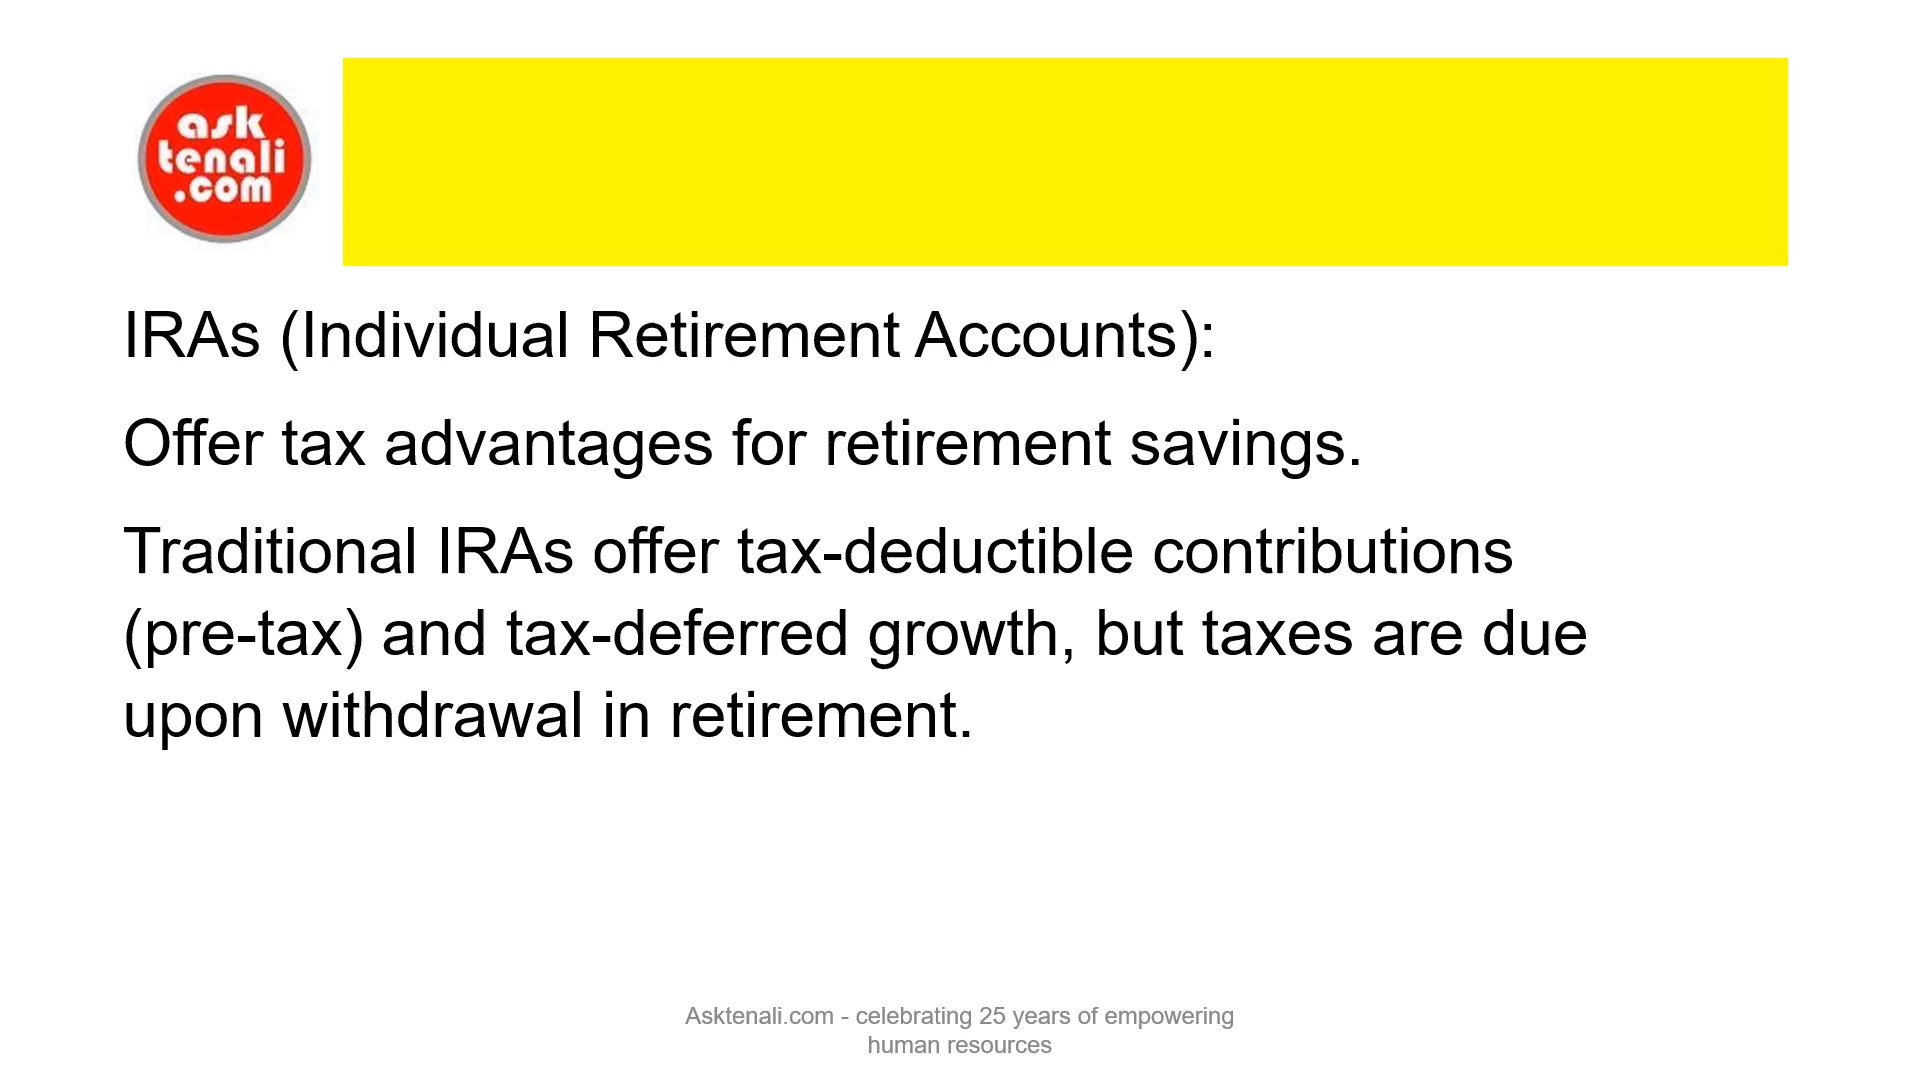 ask
tenali
.com
IRAs (Individual Retirement Accounts):
Offer tax advantages for retirement savings.
Traditional IRAs offer tax-deductible contributions
(pre-tax) and tax-deferred growth, but taxes are due
upon withdrawal in retirement.
Asktenali.com - celebrating 25 years of empowering
human resources